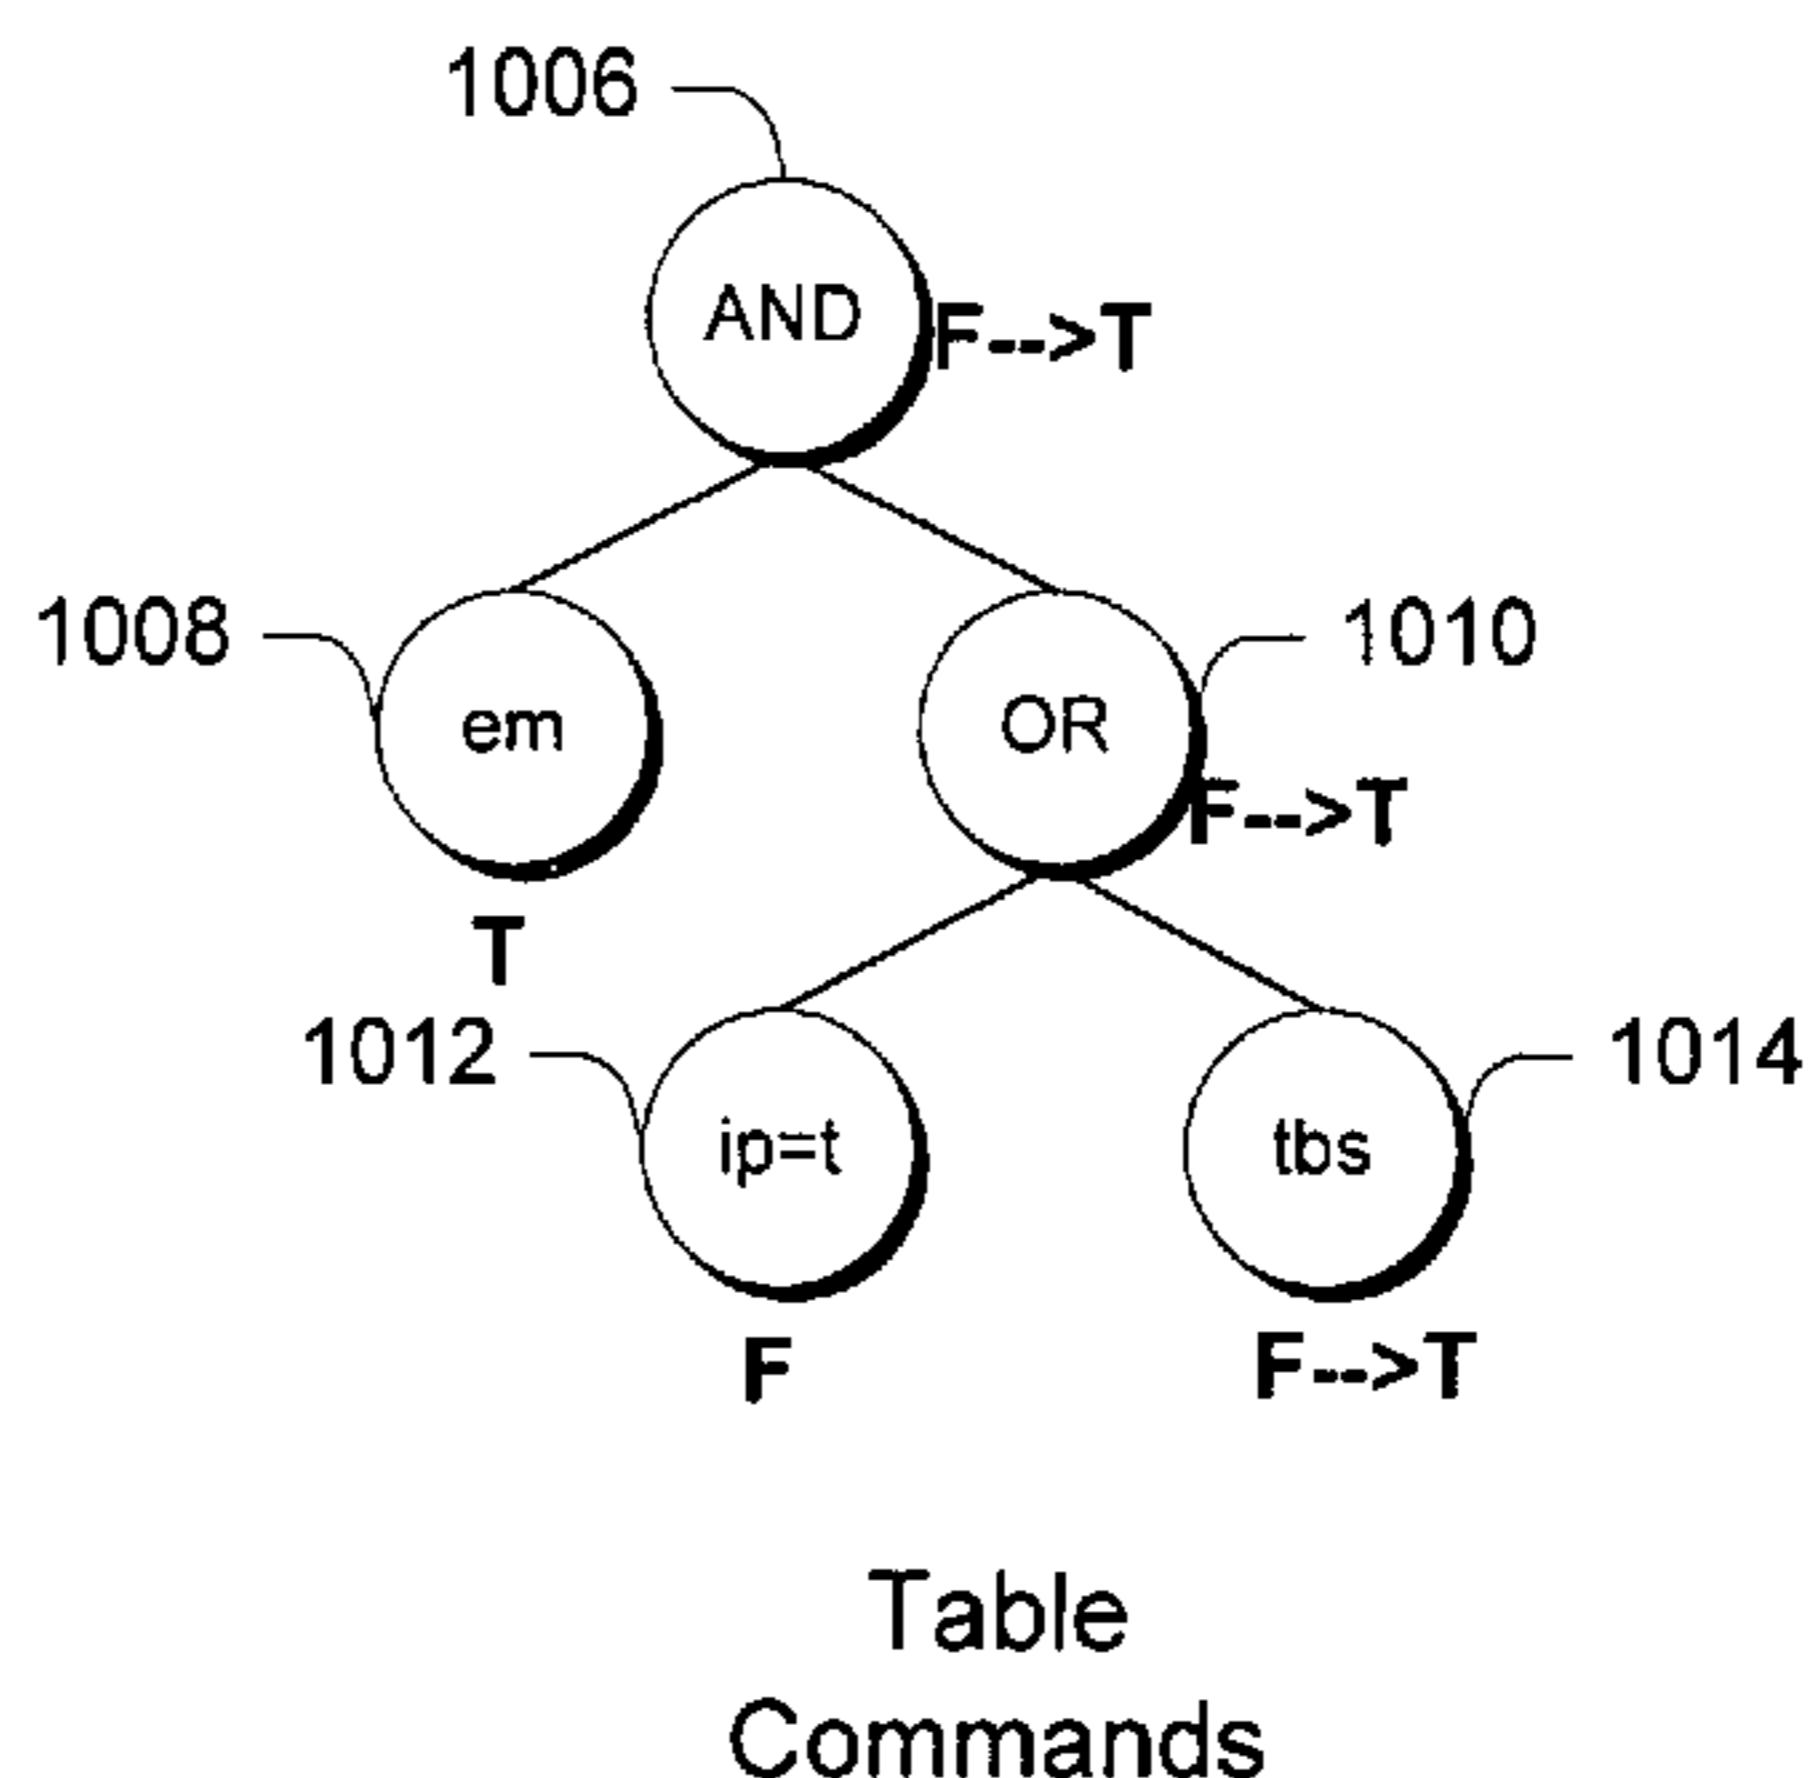 1006
AND
F-->T
1008
em
T
1010
OR
F-->T
1012
ip=t
F
1014
tbs
F-->T
Table
Commands